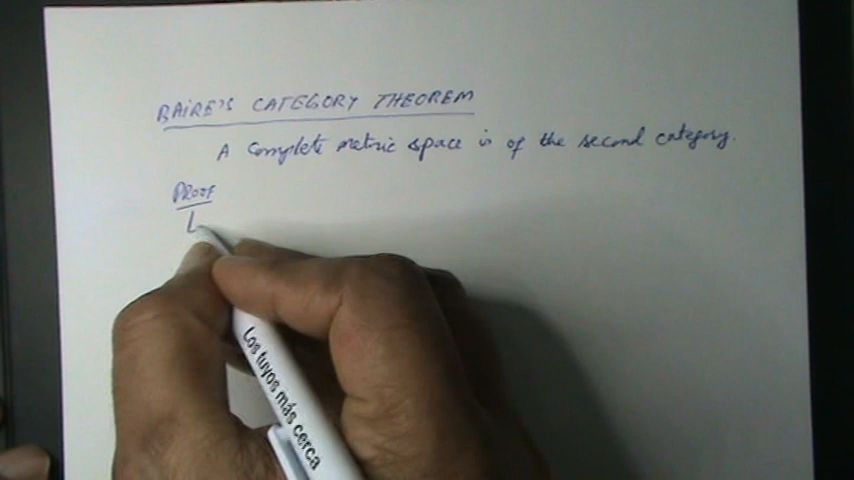 BAIRE'S CATEGORY THEOREM
A complete metric space is of the second category.
PROOF
L
Los tuyos más cerca